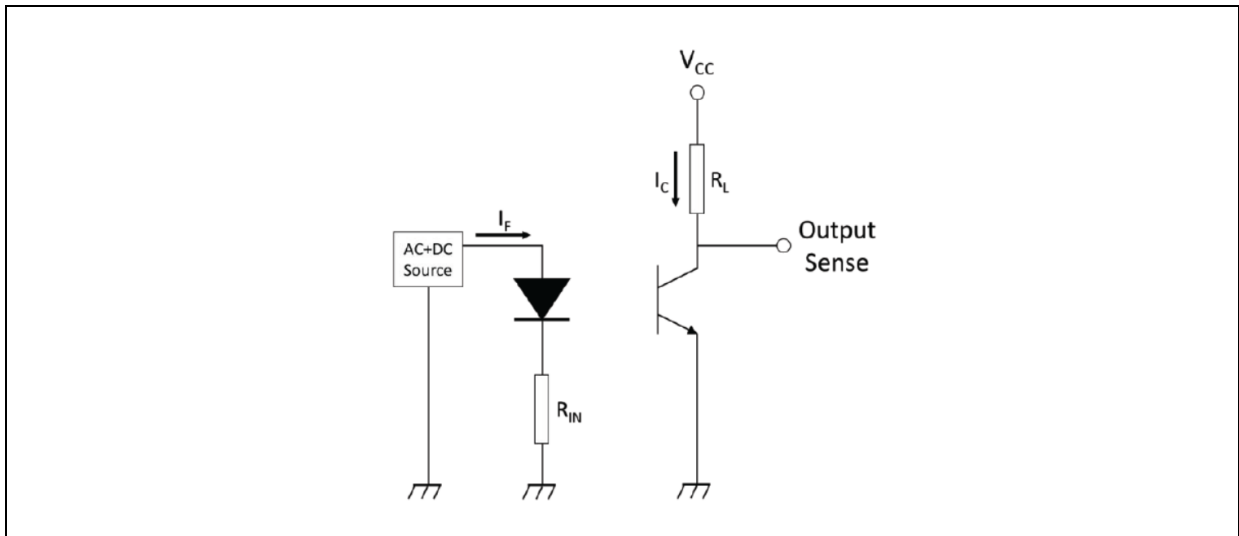 V_CC
I_C
R_L
Output
Sense
I_F
AC+DC
Source
R_IN